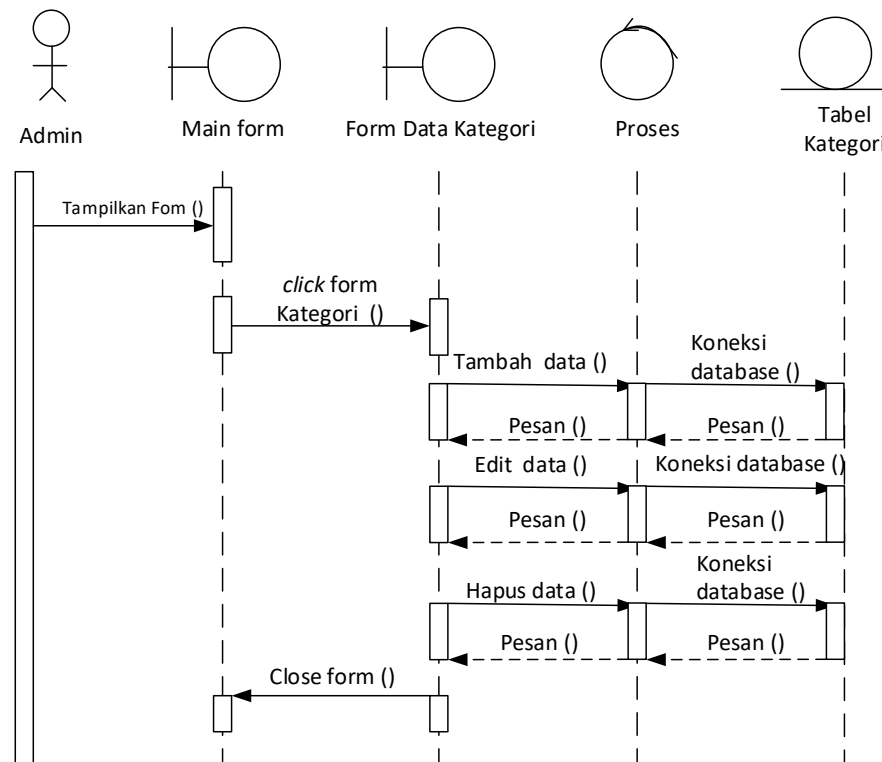 Admin
Main form
Form Data Kategori
Proses
Tabel
Kategori
Tampilkan Fom ()
click form
Kategori ()
Tambah data ()
Koneksi
database ()
Pesan ()
Pesan ()
Edit data ()
Koneksi database ()
Pesan ()
Pesan ()
Hapus data ()
Koneksi
database ()
Pesan ()
Pesan ()
Close form ()